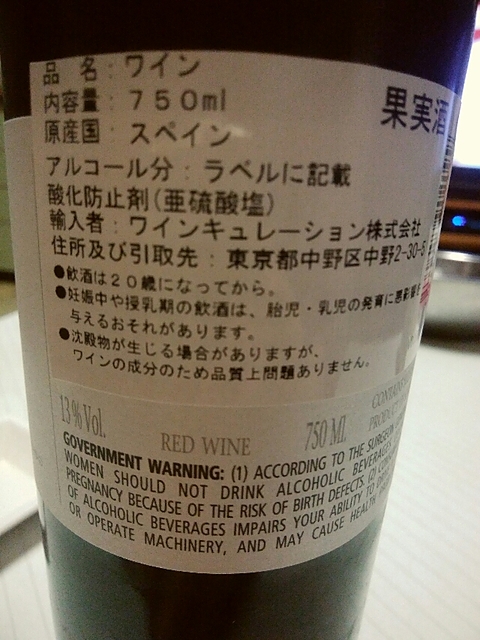 品 名：ワイン
果実酒
内容量：７５０ml
原産国：スペイン
アルコール分：ラベルに記載
酸化防止剤（亜硫酸塩）
輸入者：ワインキュレーション株式会社
住所及び引取先：東京都中野区中野2-30-5
●飲酒は２０歳になってから。
●妊娠中や授乳期の飲酒は、胎児・乳児の発育に悪影響を
与えるおそれがあります。
●沈殿物が生じる場合がありますが、
ワインの成分のため品質上問題ありません。
13% Vol.
RED WINE
750 Ml.
GOVERNMENT WARNING: (1) ACCORDING TO THE SURGEON
WOMEN SHOULD NOT DRINK ALCOHOLIC BEVERAGES
PREGNANCY BECAUSE OF THE RISK OF BIRTH DEFECTS. (2)
OF ALCOHOLIC BEVERAGES IMPAIRS YOUR ABILITY TO
OR OPERATE MACHINERY, AND MAY CAUSE HEALTH